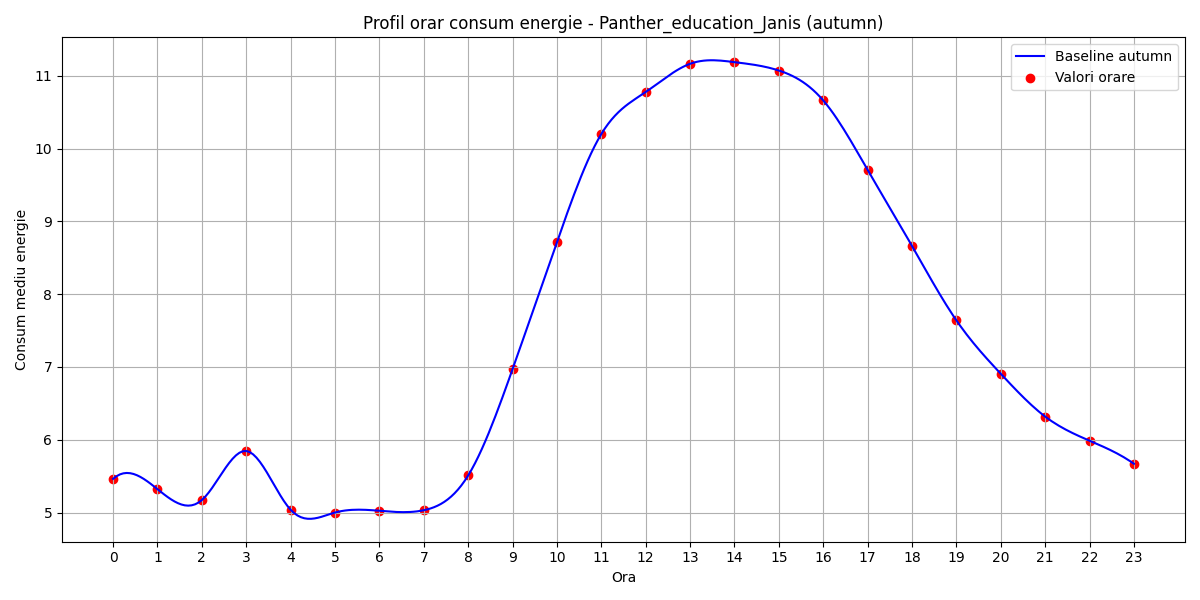 Profil orar consum energie - Panther_education_Janis (autumn)
Baseline autumn
Valori orare
Consum mediu energie
11
10
9
8
7
6
5
0 1 2 3 4 5 6 7 8 9 10 11 12 13 14 15 16 17 18 19 20 21 22 23
Ora